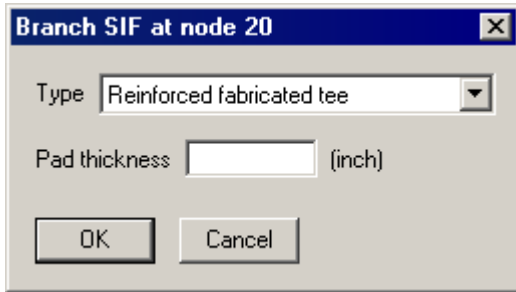 Branch SIF at node 20
Type Reinforced fabricated tee
Pad thickness (inch)
OK Cancel